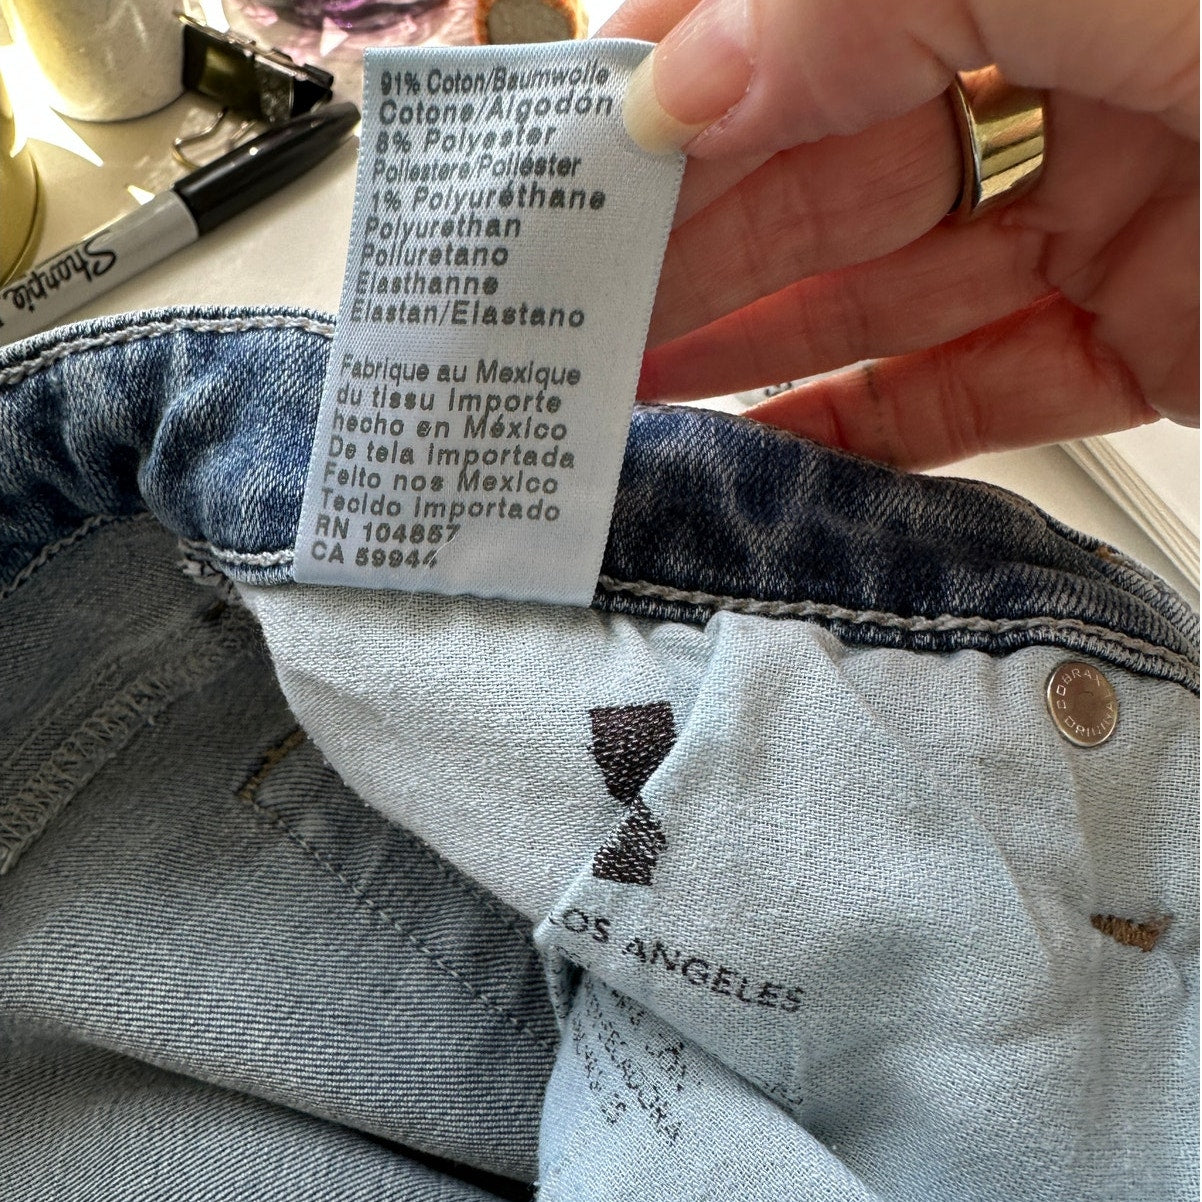 91% Coton/Baumwolle
Cotone/Algodón
8% Polyester
Poliestere/Poliéster
1% Polyuréthane
Polyurethan
Poliuretano
Elasthanne
Elastan/Elastano
Fabrique au Mexique
du tissu importe
hecho en México
De tela importada
Feito nos Mexico
Tecido importado
RN 104857
CA 59944
Sharpie
COBRAX
ORIGINAL
LOS ANGELES